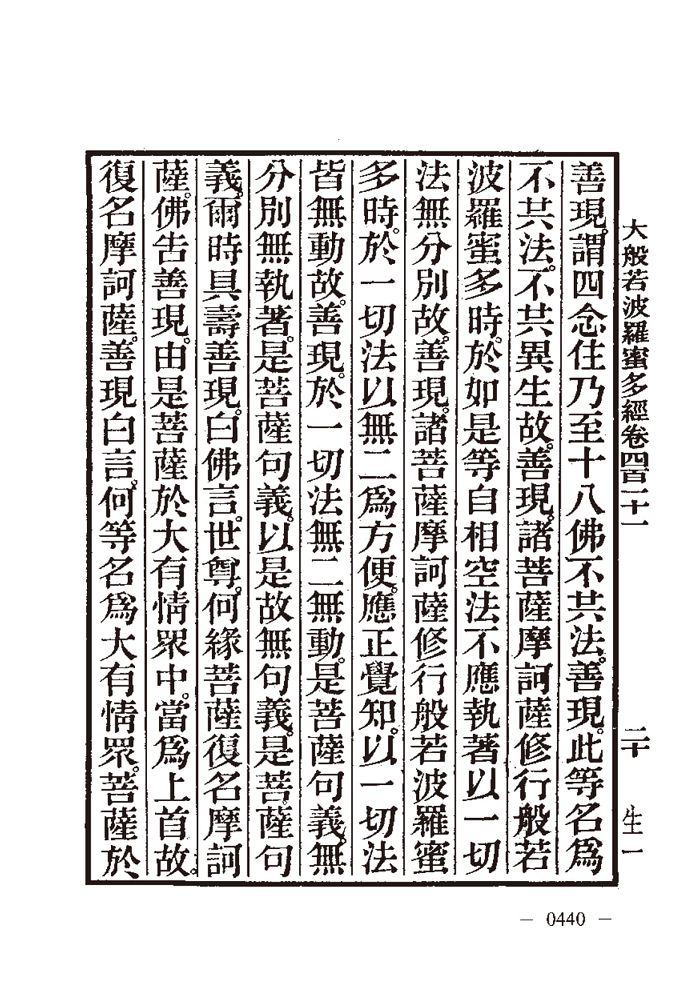 大般若波羅蜜多經卷四百二十一
二十
生一
善現。謂四念住乃至十八佛不共法。善現。此等名爲
不共法。不共異生故。善現。諸菩薩摩訶薩修行般若
波羅蜜多時。於如是等自相空法不應執著。以一切
法無分別故。善現。諸菩薩摩訶薩修行般若波羅蜜
多時。於一切法以無二爲方便。應正覺知。以一切法
皆無動故。善現。於一切法無二無動。是菩薩句義。無
分別無執著。是菩薩句義。以是故無句義。是菩薩句
義。爾時具壽善現。白佛言。世尊。何緣菩薩復名摩訶
薩。佛告善現。由是菩薩於大有情眾中。當爲上首故。
復名摩訶薩。善現白言。何等名爲大有情眾。菩薩於
— 0440 —